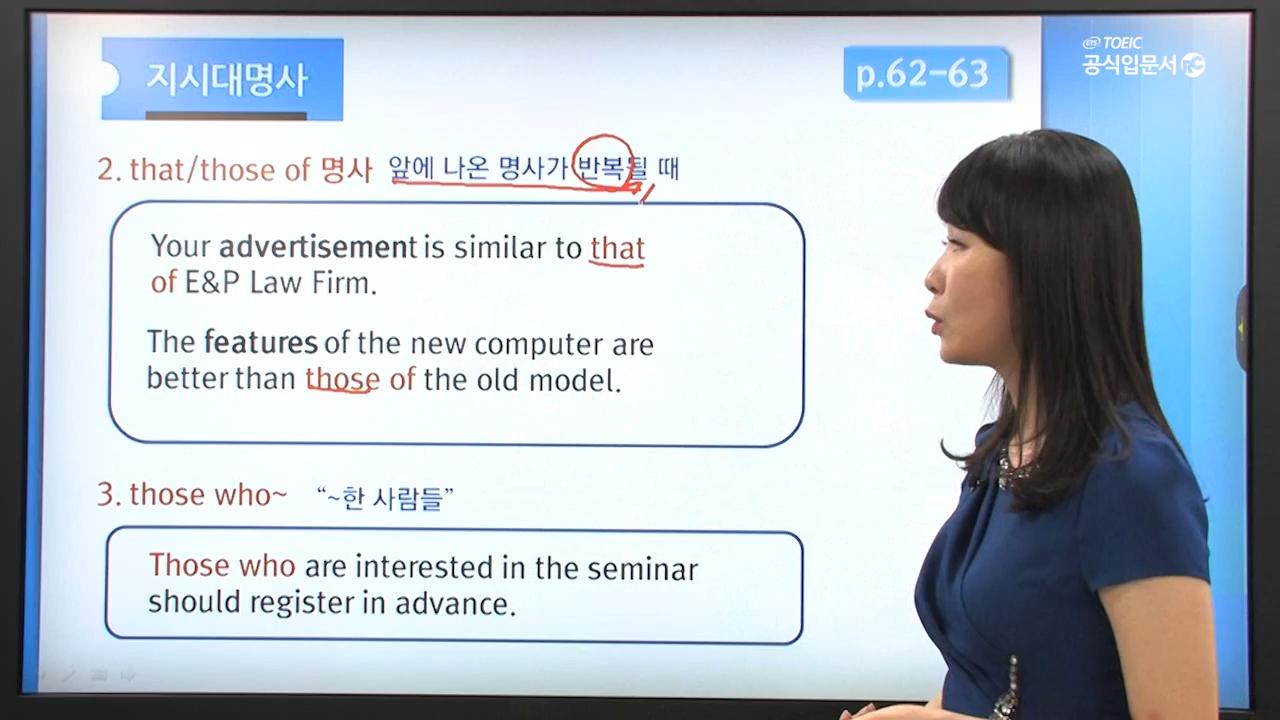 지시대명사
p.62-63
ETS TOEIC
공식입문서 TC
2. that/those of 명사 앞에 나온 명사가 반복될 때
Your advertisement is similar to that
of E&P Law Firm.
The features of the new computer are
better than those of the old model.
3. those who~ “~한 사람들”
Those who are interested in the seminar
should register in advance.